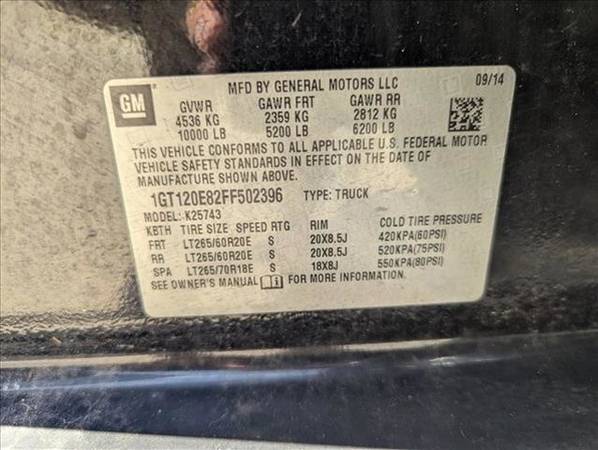 MFD BY GENERAL MOTORS LLC 09/14
GM
GVWR GAWR FRT GAWR RR
4536 KG 2359 KG 2812 KG
10000 LB 5200 LB 6200 LB
THIS VEHICLE CONFORMS TO ALL APPLICABLE U.S. FEDERAL MOTOR
VEHICLE SAFETY STANDARDS IN EFFECT ON THE DATE OF
MANUFACTURE SHOWN ABOVE.
1GT120E82FF502396 TYPE: TRUCK
MODEL: K25743
KBTH TIRE SIZE SPEED RTG RIM COLD TIRE PRESSURE
FRT LT265/60R20E S 20X8.5J 420KPA(60PSI)
RR LT265/60R20E S 20X8.5J 520KPA(75PSI)
SPA LT265/70R18E S 18X8J 550KPA(80PSI)
SEE OWNER'S MANUAL FOR MORE INFORMATION